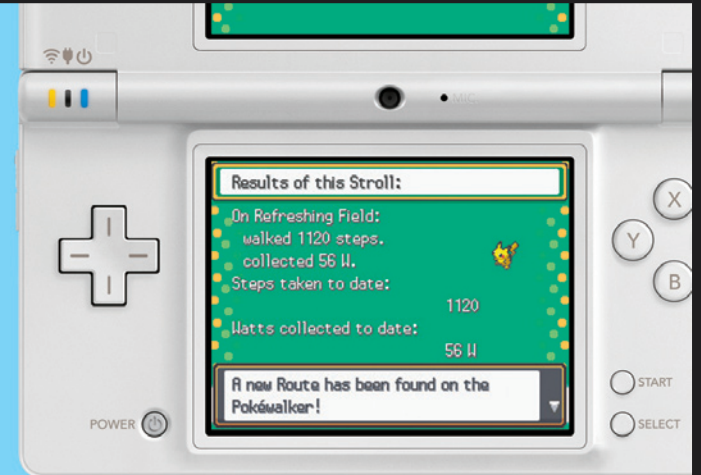 MIC.
Results of this Stroll:
On Refreshing Field:
walked 1120 steps.
collected 56 W.
Steps taken to date:
1120
Watts collected to date:
56 W
A new Route has been found on the
Pokéwalker!
X
Y
B
START
SELECT
POWER